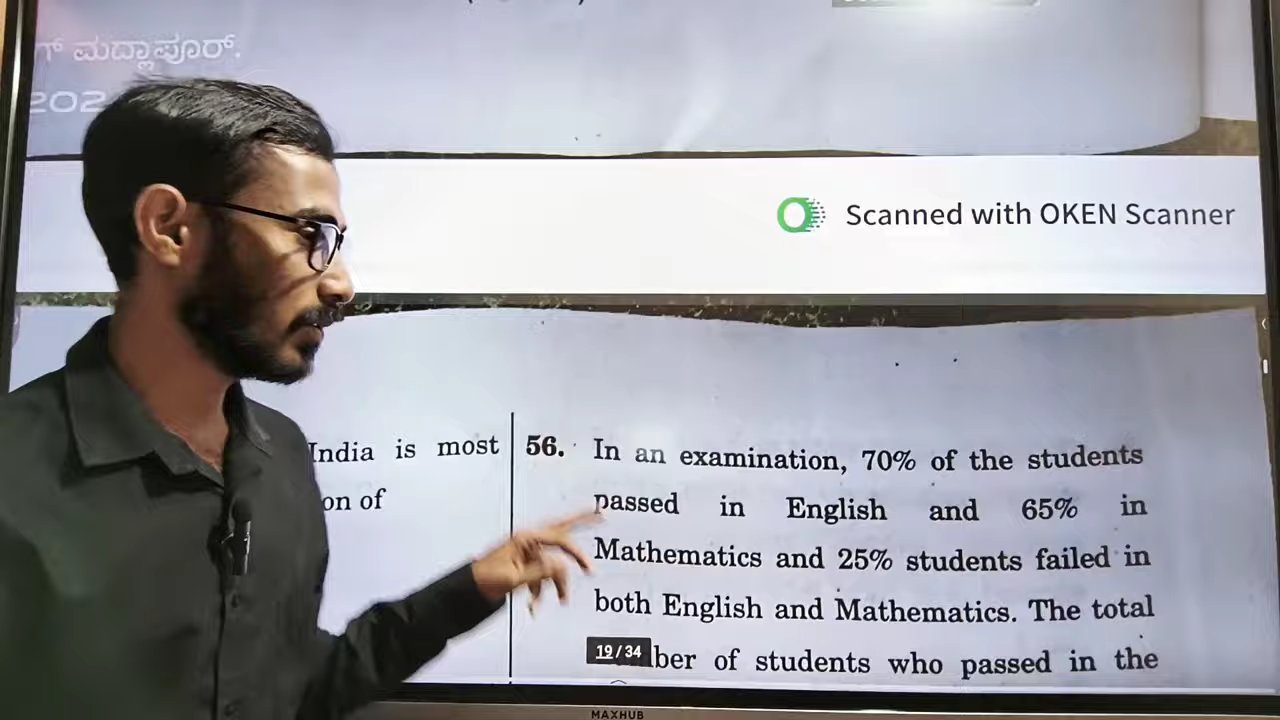 ಮದ್ಲಾಪೂರ್.
202
Scanned with OKEN Scanner
India is most
on of
56. In an examination, 70% of the students
passed in English and 65% in
Mathematics and 25% students failed in
both English and Mathematics. The total
19/34
ber of students who passed in the
MAXHUB